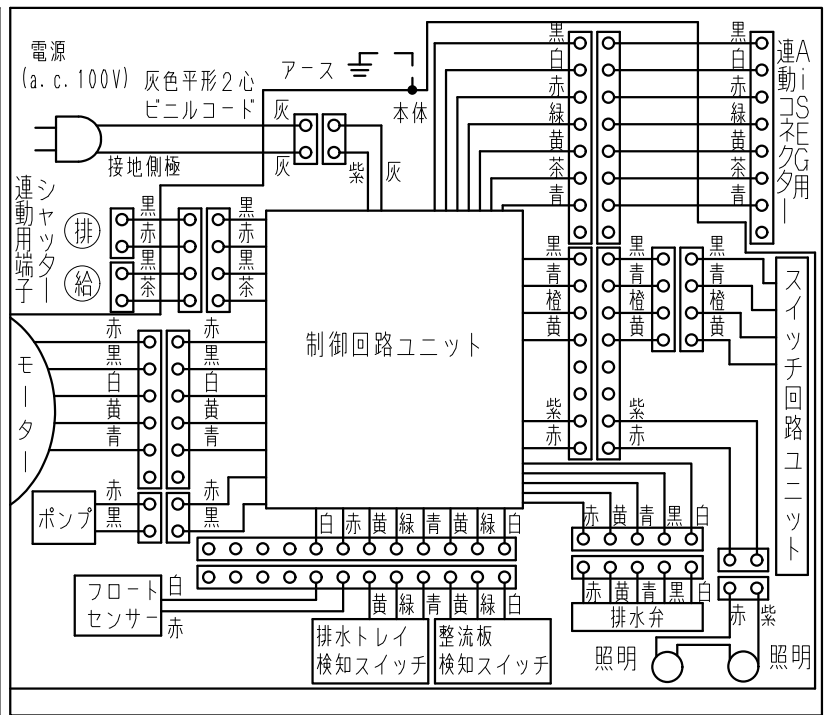 電源
(a.c.100V)
灰色平形2心
ビニルコード
アース
本体
接地側極
灰
灰
紫
灰
黒
白
赤
緑
黄
茶
青
黒
白
赤
緑
黄
茶
青
AiSEG用
連動コネクター
シャッター
連動用端子
排
給
黒
赤
黒
茶
黒
赤
黒
茶
制御回路ユニット
黒
青
橙
黄
紫
赤
黒
青
橙
黄
紫
赤
黒
青
橙
黄
スイッチ回路ユニット
モーター
赤
黒
白
黄
青
赤
黒
白
黄
青
ポンプ
赤
黒
赤
黒
白 赤 黄 緑 青 黄 緑 白
フロート
センサー
白
赤
黄 緑 青 黄 緑 白
排水トレイ
検知スイッチ
整流板
検知スイッチ
赤 黄 青 黒 白
赤 黄 青 黒 白
排水弁
赤 紫
照明
照明